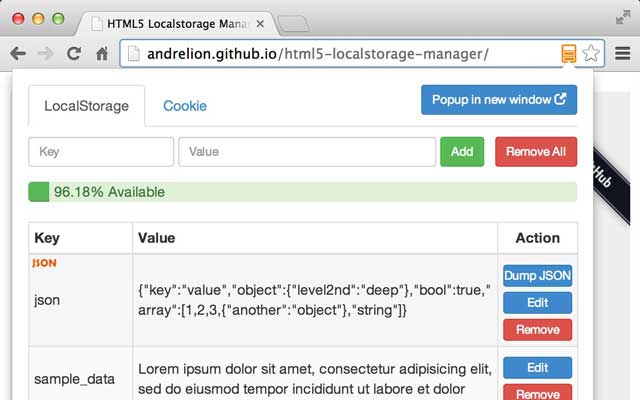 HTML5 Localstorage Mana
andrelion.github.io/html5-localstorage-manager/
LocalStorage
Cookie
Popup in new window
Key
Value
Add
Remove All
96.18% Available
Hub
Key
Value
Action
JSON
json
{"key":"value","object":{"level2nd":"deep"},"bool":true,"
array":[1,2,3,{"another":"object"},"string"]}
Dump JSON
Edit
Remove
sample_data
Lorem ipsum dolor sit amet, consectetur adipisicing elit,
sed do eiusmod tempor incididunt ut labore et dolor
Edit
Remove